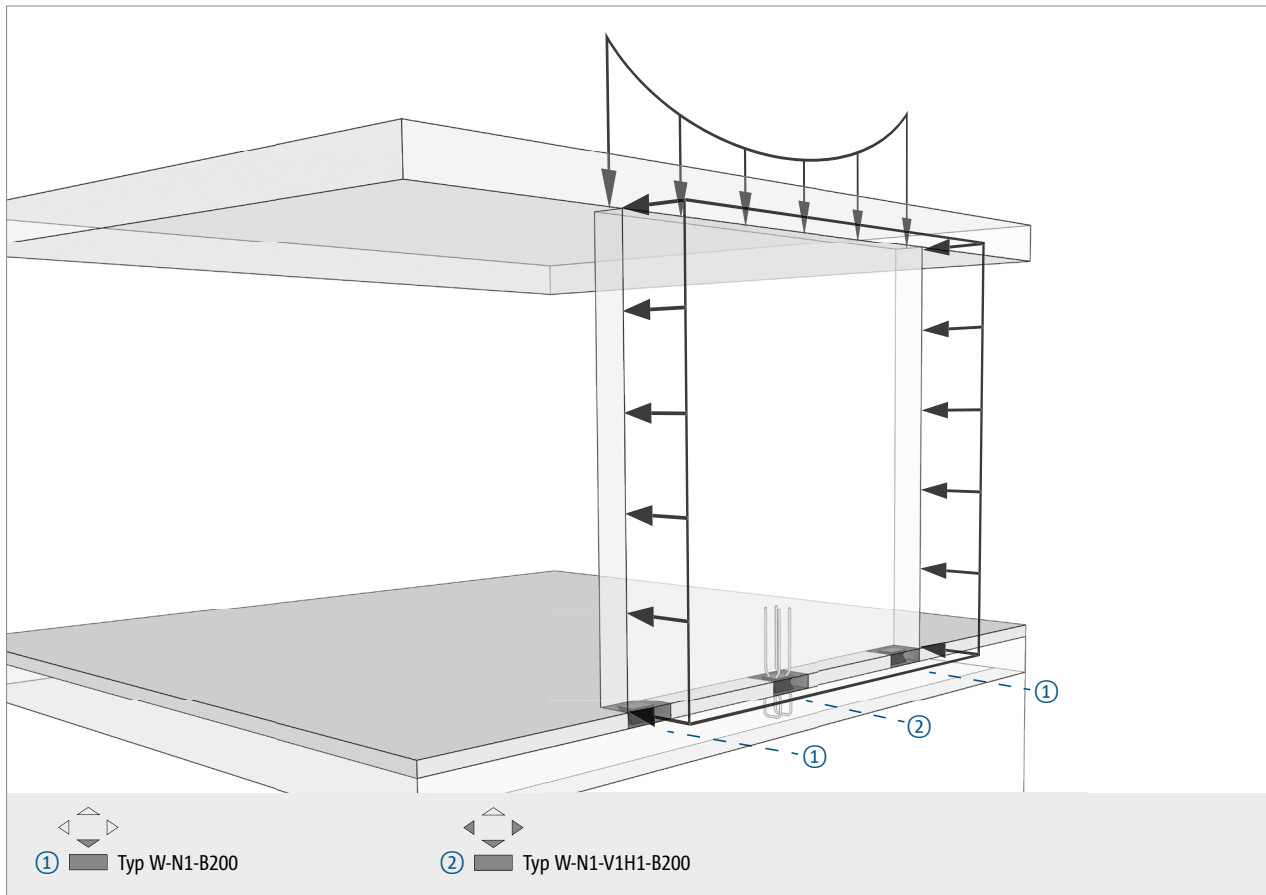 ①
②
①
① Typ W-N1-B200
② Typ W-N1-V1H1-B200